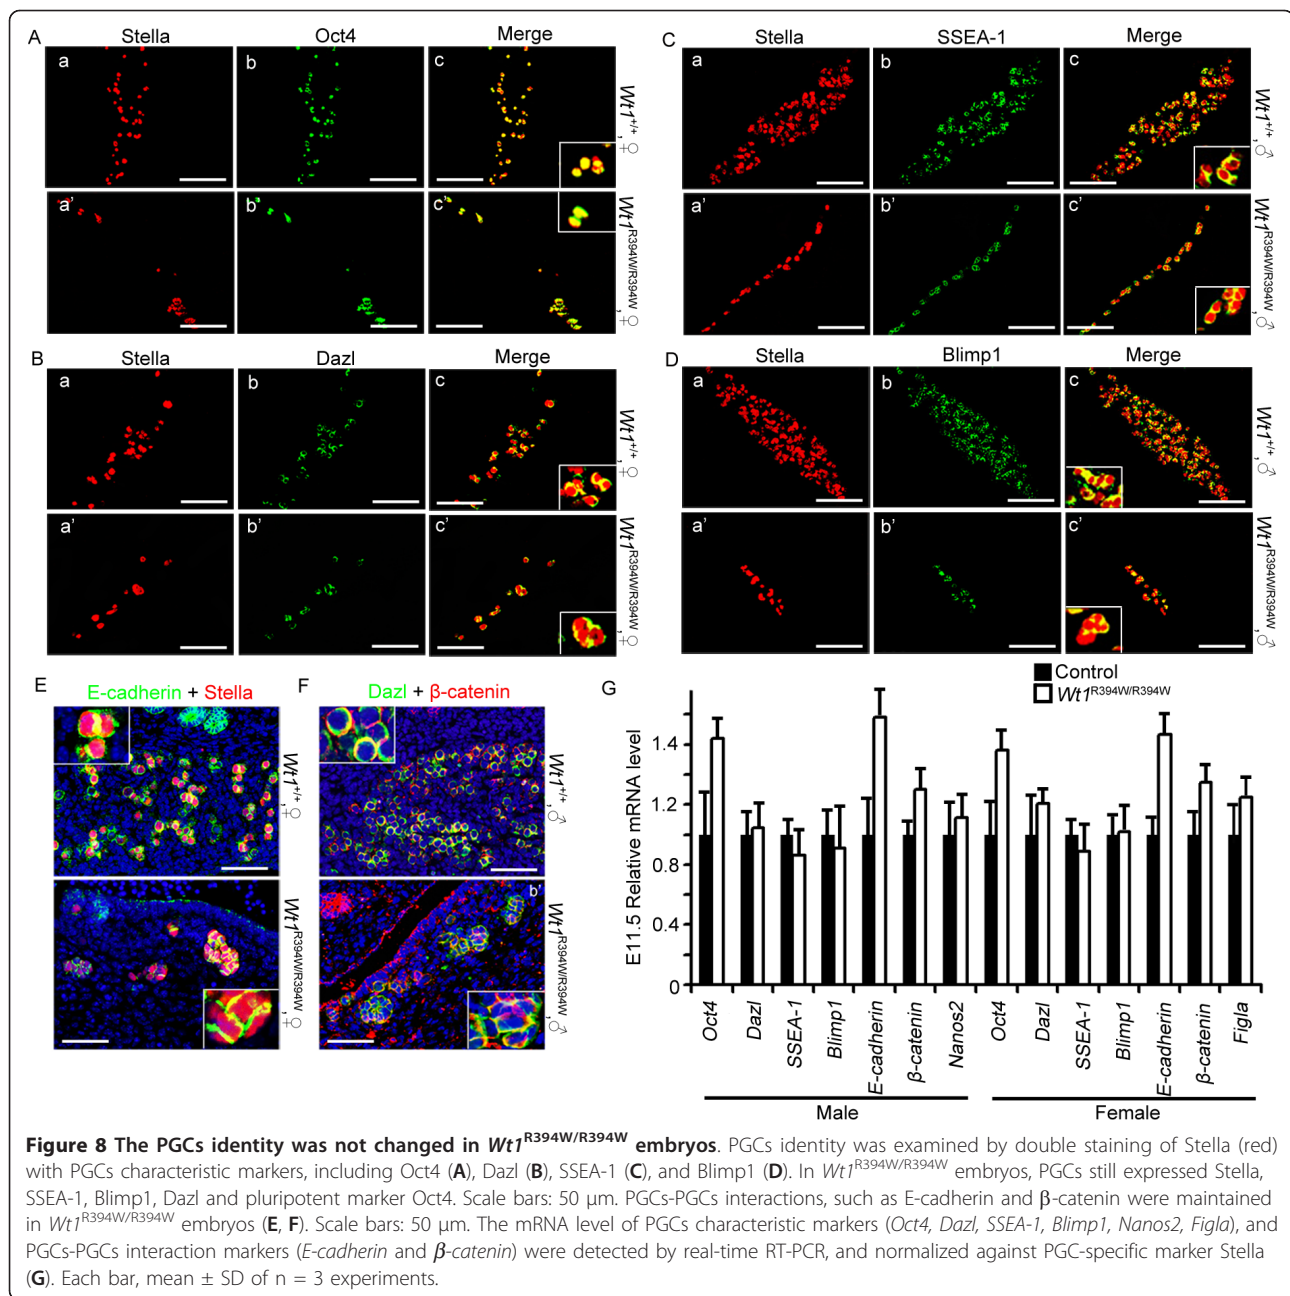 A
Stella
Oct4
Merge
a
b
c
Wt1+/+, ♀
a'
b'
c'
Wt1R394W/R394W, ♀
B
Stella
Dazl
Merge
a
b
c
Wt1+/+, ♀
a'
b'
c'
Wt1R394W/R394W, ♀
C
Stella
SSEA-1
Merge
a
b
c
Wt1+/+, ♂
a'
b'
c'
Wt1R394W/R394W, ♂
D
Stella
Blimp1
Merge
a
b
c
Wt1+/+, ♂
a'
b'
c'
Wt1R394W/R394W, ♂
E
E-cadherin + Stella
Wt1+/+, ♀
Wt1R394W/R394W, ♀
F
Dazl + β-catenin
Wt1+/+, ♂
b'
Wt1R394W/R394W, ♂
G
Control
Wt1R394W/R394W
E11.5 Relative mRNA level
1.4
1.2
1.0
0.8
0.4
0
Oct4
Dazl
SSEA-1
Blimp1
E-cadherin
β-catenin
Nanos2
Oct4
Dazl
SSEA-1
Blimp1
E-cadherin
β-catenin
Figla
Male
Female
Figure 8 The PGCs identity was not changed in Wt1R394W/R394W embryos. PGCs identity was examined by double staining of Stella (red)
with PGCs characteristic markers, including Oct4 (A), Dazl (B), SSEA-1 (C), and Blimp1 (D). In Wt1R394W/R394W embryos, PGCs still expressed Stella,
SSEA-1, Blimp1, Dazl and pluripotent marker Oct4. Scale bars: 50 μm. PGCs-PGCs interactions, such as E-cadherin and β-catenin were maintained
in Wt1R394W/R394W embryos (E, F). Scale bars: 50 μm. The mRNA level of PGCs characteristic markers (Oct4, Dazl, SSEA-1, Blimp1, Nanos2, Figla), and
PGCs-PGCs interaction markers (E-cadherin and β-catenin) were detected by real-time RT-PCR, and normalized against PGC-specific marker Stella
(G). Each bar, mean ± SD of n = 3 experiments.